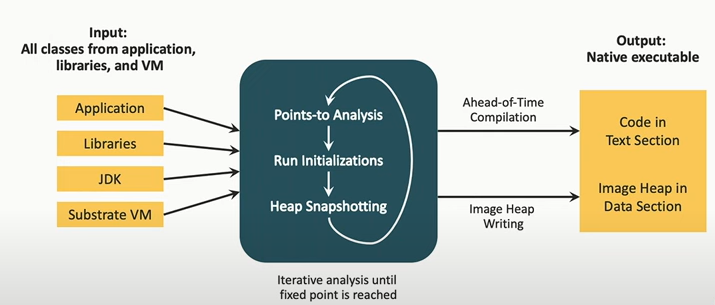 Input:
All classes from application,
libraries, and VM
Application
Libraries
JDK
Substrate VM
Points-to Analysis
Run Initializations
Heap Snapshotting
Iterative analysis until
fixed point is reached
Ahead-of-Time
Compilation
Image Heap
Writing
Output:
Native executable
Code in
Text Section
Image Heap in
Data Section